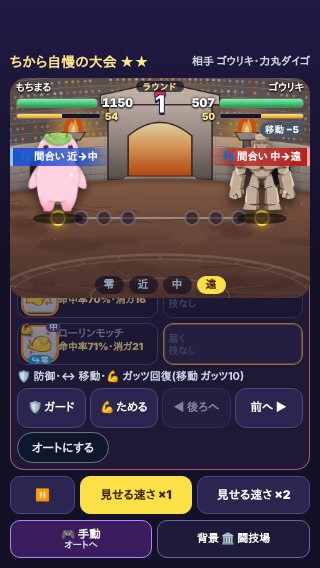 ちから自慢の大会 ★★
相手 ゴウリキ・力丸ダイゴ
もちまる
ラウンド
ゴウリキ
1150
1
507
54
50
移動 −5
👣 間合い 近→中
👣 間合い 中→遠
零 近 中 遠
命中率70%・消ガ16
技なし
中
ローリンモッチ
命中率71%・消ガ21
届く
技なし
🛡️ 防御・↔ 移動・💪 ガッツ回復(移動 ガッツ10)
🛡️ ガード
💪 ためる
◀ 後ろへ
前へ ▶
オートにする
⏸
見せる速さ ×1
見せる速さ ×2
🎮 手動
オートへ
背景 🏛️ 闘技場